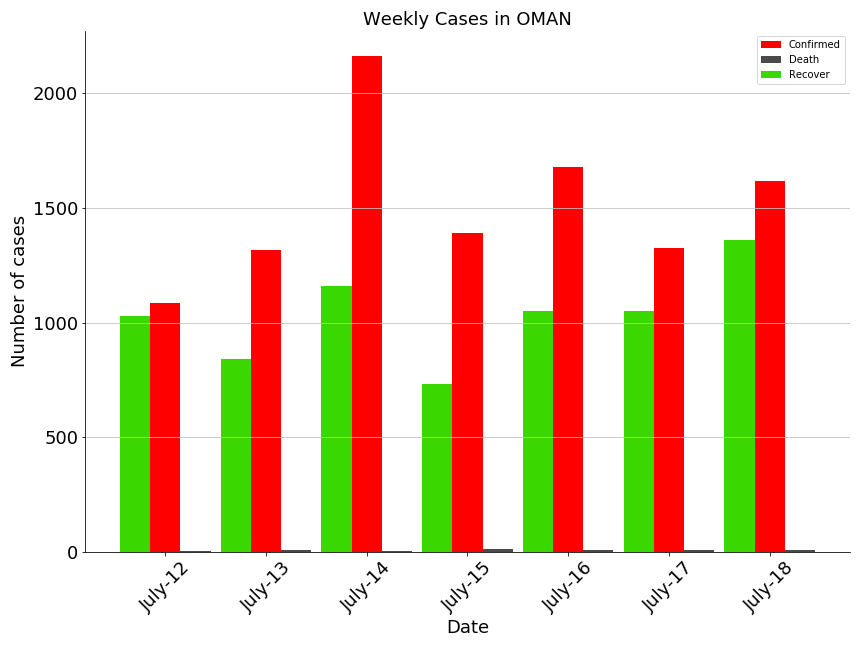 Weekly Cases in OMAN
Confirmed
Death
Recover
Number of cases
2000
1500
1000
500
0
July-12
July-13
July-14
July-15
July-16
July-17
July-18
Date